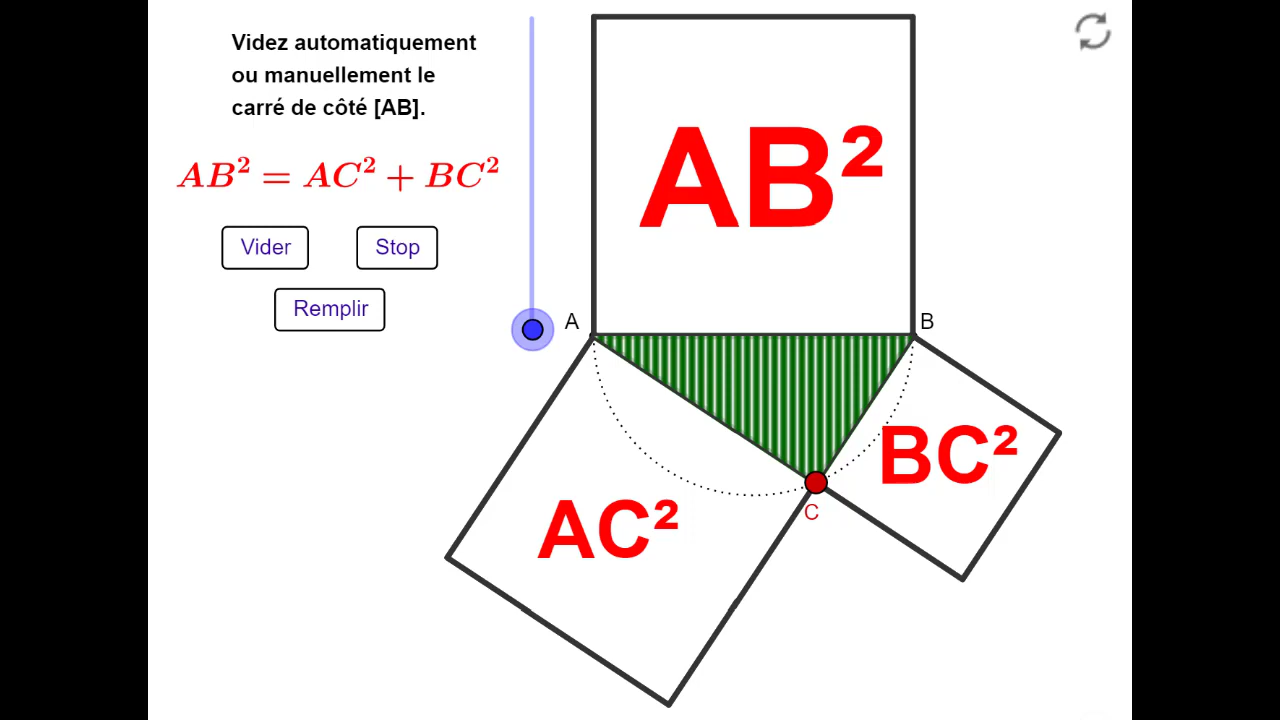 Videz automatiquement
ou manuellement le
carré de côté [AB].
AB² = AC² + BC²
Vider
Stop
Remplir
AB²
A
B
BC²
AC²
C